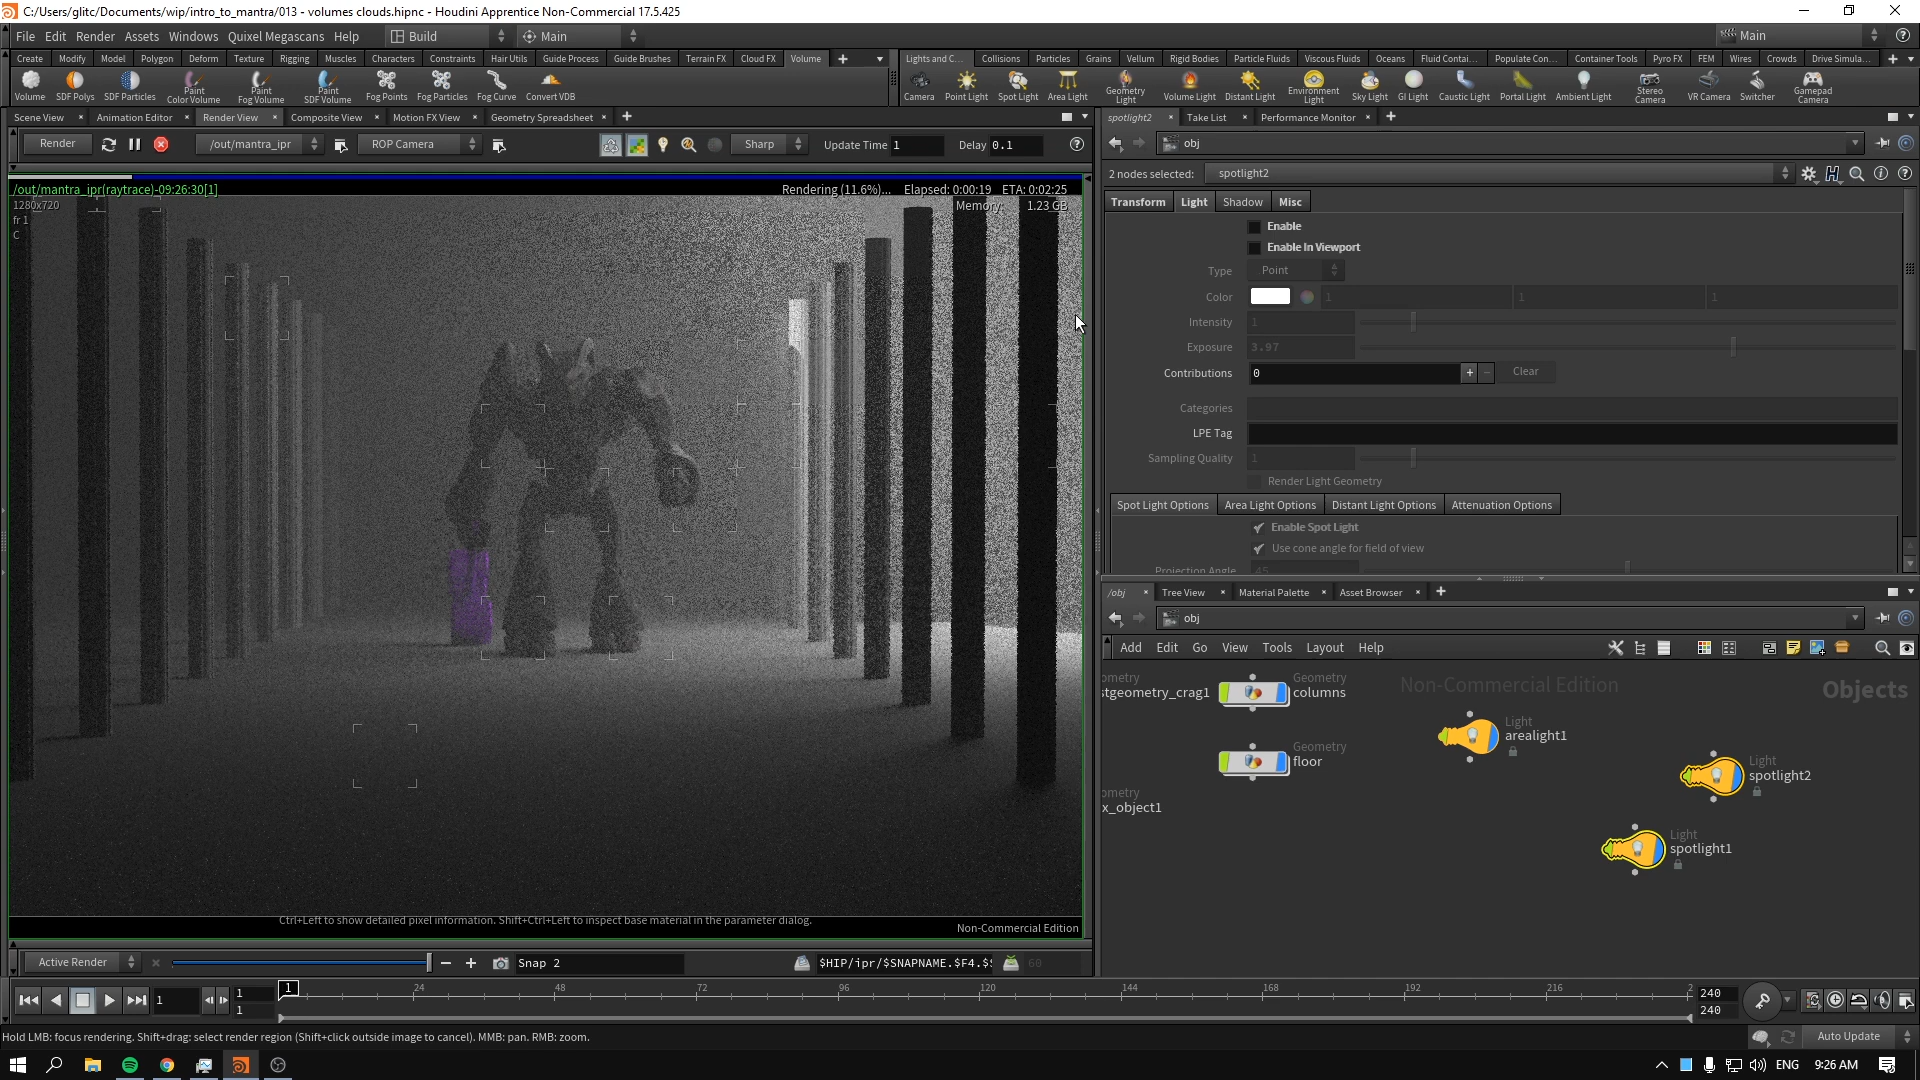 C:/Users/glitc/Documents/wip/intro_to_mantra/013 - volumes clouds.hipnc - Houdini Apprentice Non-Commercial 17.5.425
File Edit Render Assets Windows Quixel Megascans Help Build Main Main
Create Modify Model Polygon Deform Texture Rigging Muscles Characters Constraints Hair Utils Guide Process Guide Brushes Terrain FX Cloud FX Volume
Lights and C... Collisions Particles Grains Vellum Rigid Bodies Particle Fluids Viscous Fluids Oceans Fluid Contai... Populate Con... Container Tools Pyro FX FEM Wires Crowds Drive Simula...
Volume SDF Polys SDF Particles Paint Color Volume Paint Fog Volume Paint SDF Volume Fog Points Fog Particles Fog Curve Convert VDB
Camera Point Light Spot Light Area Light Geometry Light Volume Light Distant Light Environment Light Sky Light GI Light Caustic Light Portal Light Ambient Light Stereo Camera VR Camera Switcher Gamepad Camera
Scene View Animation Editor Render View Composite View Motion FX View Geometry Spreadsheet
Render /out/mantra_ipr ROP Camera Sharp Update Time 1 Delay 0.1
/out/mantra_ipr(raytrace)-09:26:30[1] Rendering (11.6%)... Elapsed: 0:00:19 ETA: 0:02:25
1280x720 Memory: 1.23 GB
fr 1
C
Ctrl+Left to show detailed pixel information. Shift+Ctrl+Left to inspect base material in the parameter dialog.
Non-Commercial Edition
Active Render Snap 2 $HIP/ipr/$SNAPNAME.$F4.$ 60
spotlight2 Take List Performance Monitor
obj
2 nodes selected: spotlight2
Transform Light Shadow Misc
Enable
Enable In Viewport
Type Point
Color 1 1 1
Intensity 1
Exposure 3.97
Contributions 0 + - Clear
Categories
LPE Tag
Sampling Quality 1
Render Light Geometry
Spot Light Options Area Light Options Distant Light Options Attenuation Options
Enable Spot Light
Use cone angle for field of view
Projection Angle 45
/obj Tree View Material Palette Asset Browser
obj
Add Edit Go View Tools Layout Help
Non-Commercial Edition Objects
ometry
stgeometry_crag1
Geometry
columns
Geometry
floor
ometry
x_object1
Light
arealight1
Light
spotlight2
Light
spotlight1
1 1 1 1 24 48 72 96 120 144 168 192 216 2 240 240
Hold LMB: focus rendering. Shift+drag: select render region (Shift+click outside image to cancel). MMB: pan. RMB: zoom.
Auto Update
ENG 9:26 AM